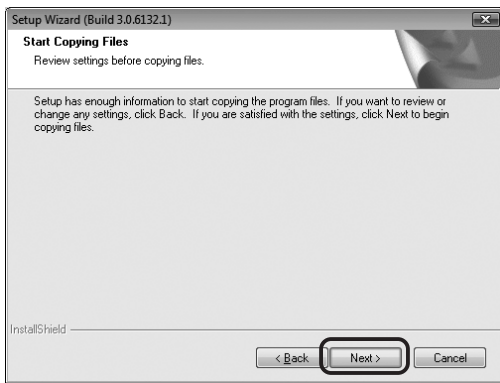 Setup Wizard (Build 3.0.6132.1)
Start Copying Files
Review settings before copying files.
Setup has enough information to start copying the program files. If you want to review or
change any settings, click Back. If you are satisfied with the settings, click Next to begin
copying files.
InstallShield
< Back Next > Cancel